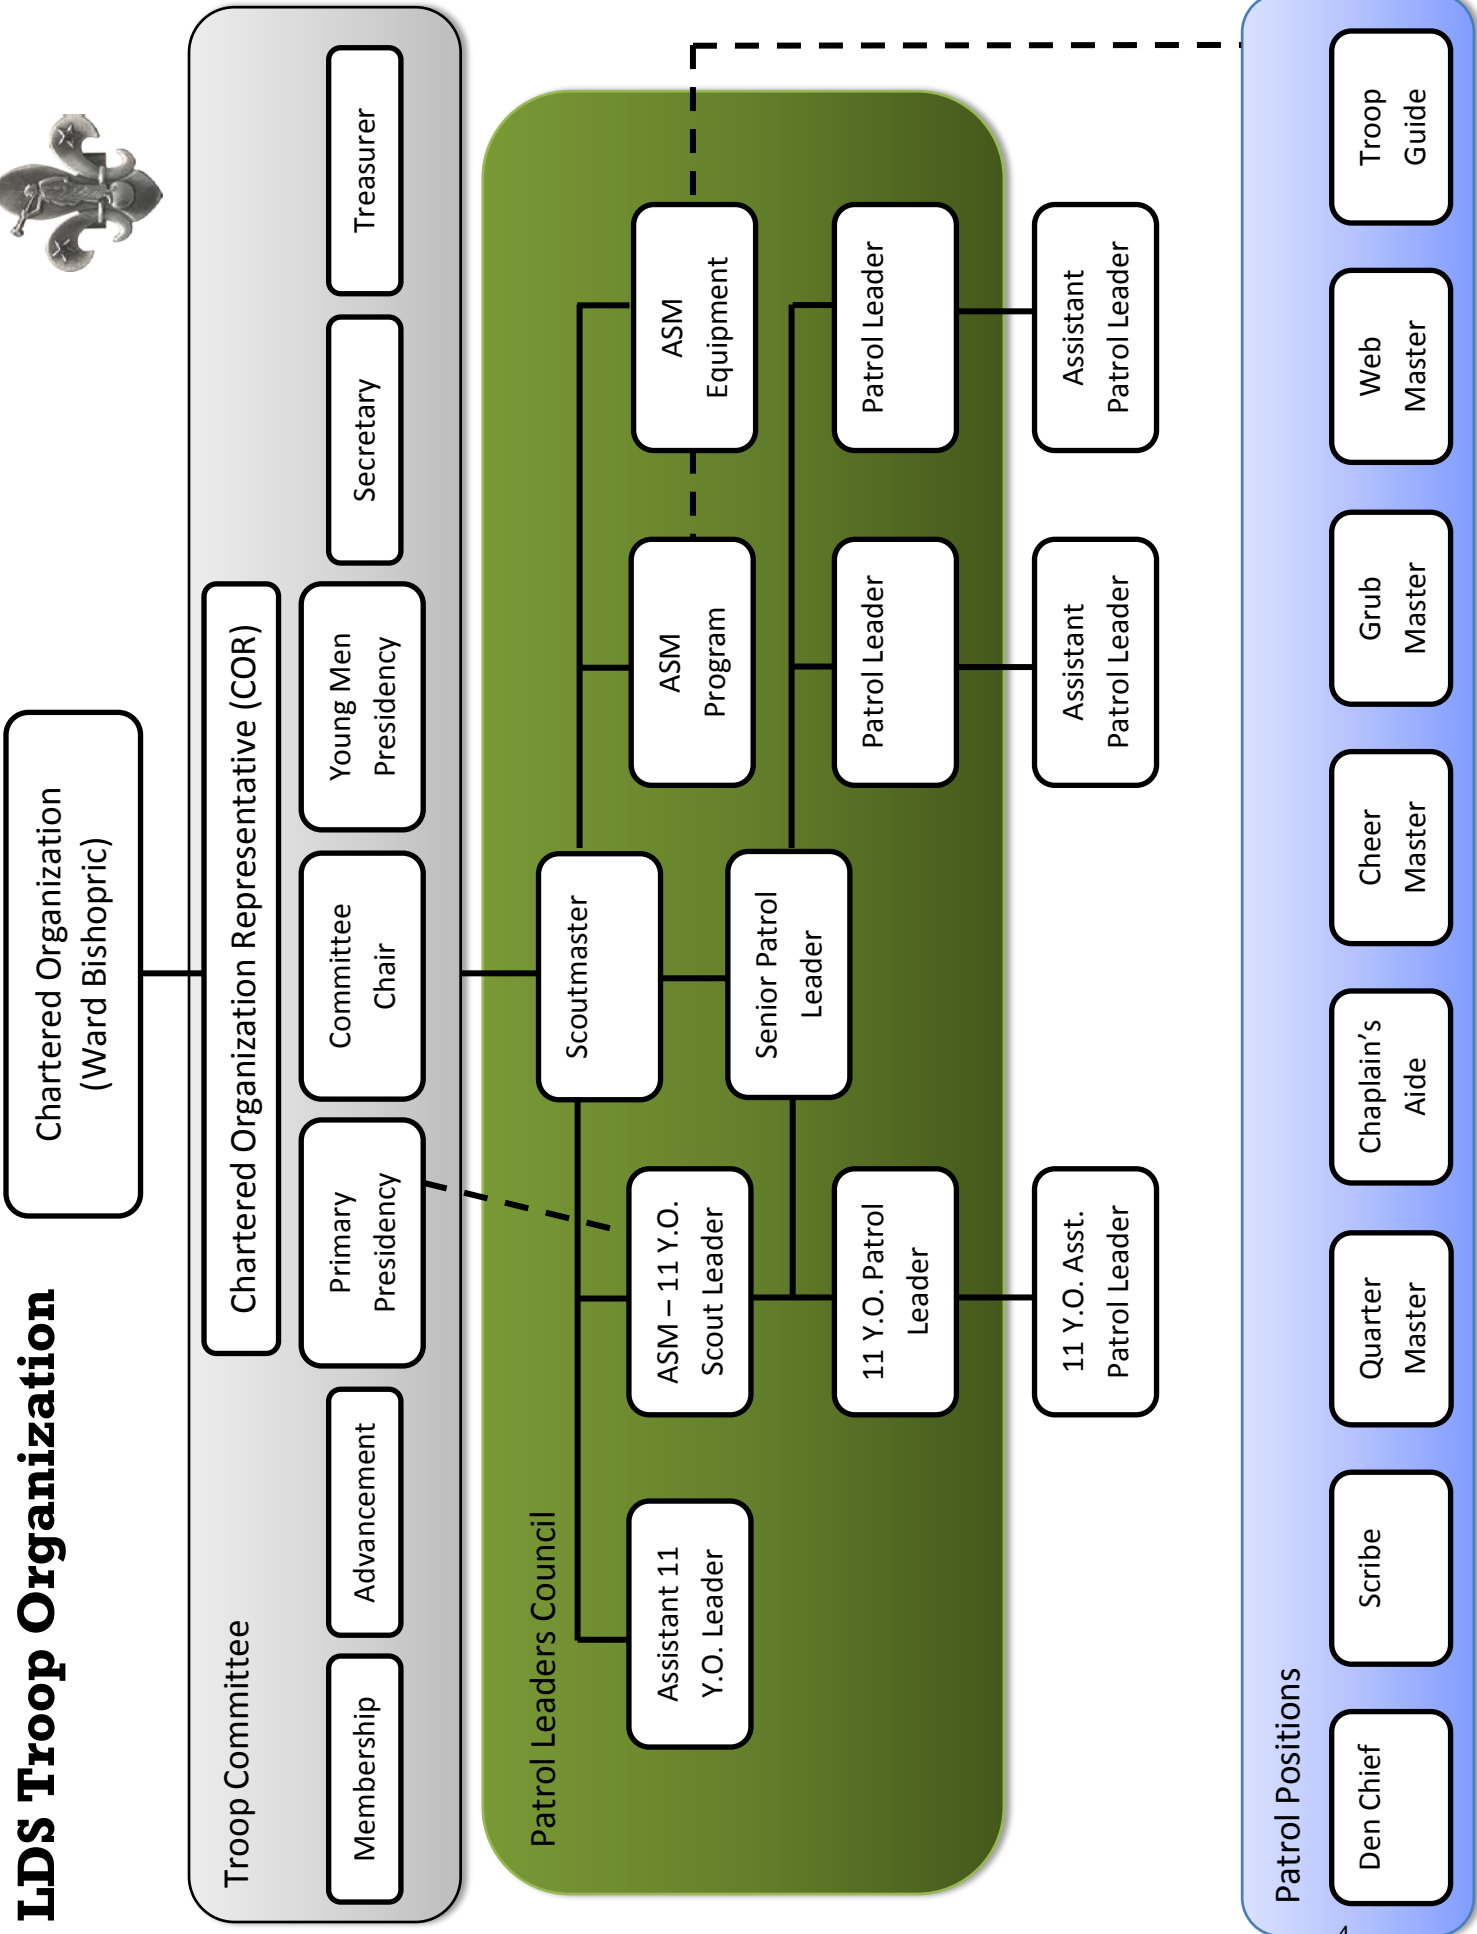 LDS Troop Organization
Chartered Organization
(Ward Bishopric)
Troop Committee
Chartered Organization Representative (COR)
Membership
Advancement
Primary
Presidency
Committee
Chair
Young Men
Presidency
Secretary
Treasurer
Patrol Leaders Council
Scoutmaster
Assistant 11
Y.O. Leader
ASM – 11 Y.O.
Scout Leader
ASM
Program
ASM
Equipment
Senior Patrol
Leader
11 Y.O. Patrol
Leader
Patrol Leader
Patrol Leader
11 Y.O. Asst.
Patrol Leader
Assistant
Patrol Leader
Assistant
Patrol Leader
Patrol Positions
Den Chief
Scribe
Quarter
Master
Chaplain’s
Aide
Cheer
Master
Grub
Master
Web
Master
Troop
Guide
4